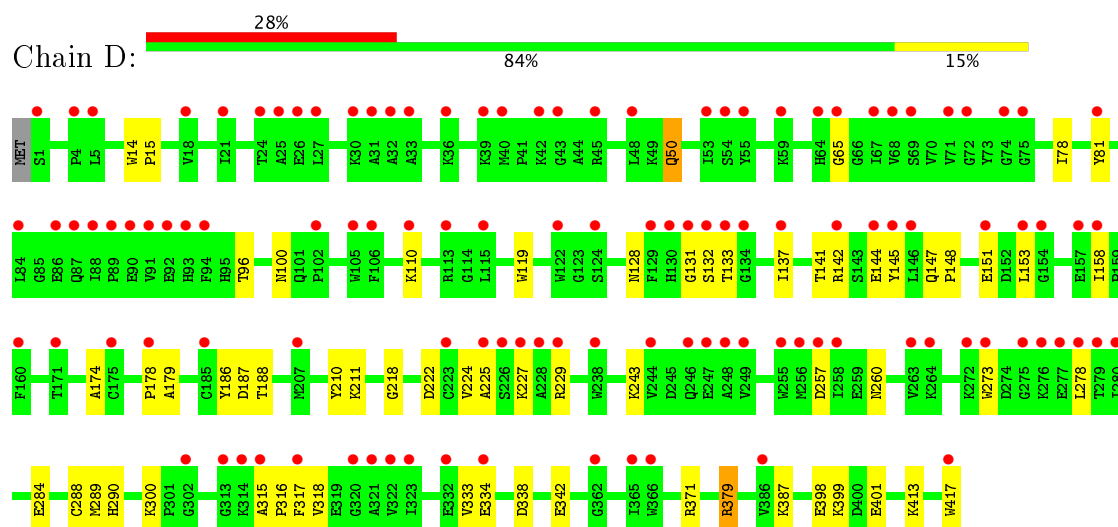 28%
Chain D:
84% 15%
MET S1 P4 L5 W14 P15 V18 I21 T24 A25 E26 L27 K30 A31 A32 A33 K36 K39 M40 P41 K42 G43 A44 R45 L48 K49 Q50 I53 S54 Y55 K59 H64 G65 G66 I67 V68 S69 V70 V71 G72 Y73 G74 G75 I78 Y81
L84 G85 E86 Q87 I88 P89 E90 V91 E92 H93 F94 H95 T96 N100 Q101 P102 W105 F106 K110 R113 G114 L115 W119 W122 G123 S124 N128 F129 H130 G131 S132 T133 G134 I137 T141 R142 S143 E144 Y145 L146 Q147 P148 E151 D152 L153 G154 E157 I158 P159
F160 T171 A174 C175 P178 A179 C185 Y186 D187 T188 M207 Y210 K211 G218 D222 C223 V224 A225 S226 K227 A228 R229 W238 K243 V244 D245 Q246 E247 A248 V249 W255 M256 D257 I258 E259 N260 V263 K264 K272 W273 D274 G275 K276 E277 L278 T279
E284 C288 M289 H290 K300 P301 G302 G313 K314 A315 P316 F317 V318 E319 G320 A321 V322 I323 E332 V333 E334 D338 E342 G362 I365 W366 R371 R379 V386 K387 E398 K399 D400 E401 K413 W417